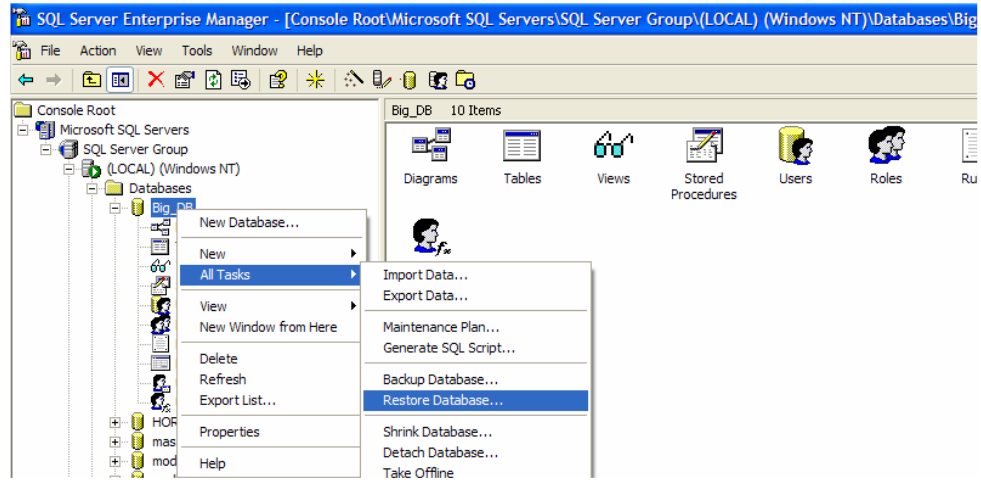 SQL Server Enterprise Manager - [Console Root\Microsoft SQL Servers\SQL Server Group\(LOCAL) (Windows NT)\Databases\Big
File Action View Tools Window Help
Console Root
Microsoft SQL Servers
SQL Server Group
(LOCAL) (Windows NT)
Databases
Big_DB
HOR
mas
mod
Big_DB 10 Items
Diagrams
Tables
Views
Stored
Procedures
Users
Roles
Ru
New Database...
New
All Tasks
View
New Window from Here
Delete
Refresh
Export List...
Properties
Help
Import Data...
Export Data...
Maintenance Plan...
Generate SQL Script...
Backup Database...
Restore Database...
Shrink Database...
Detach Database...
Take Offline